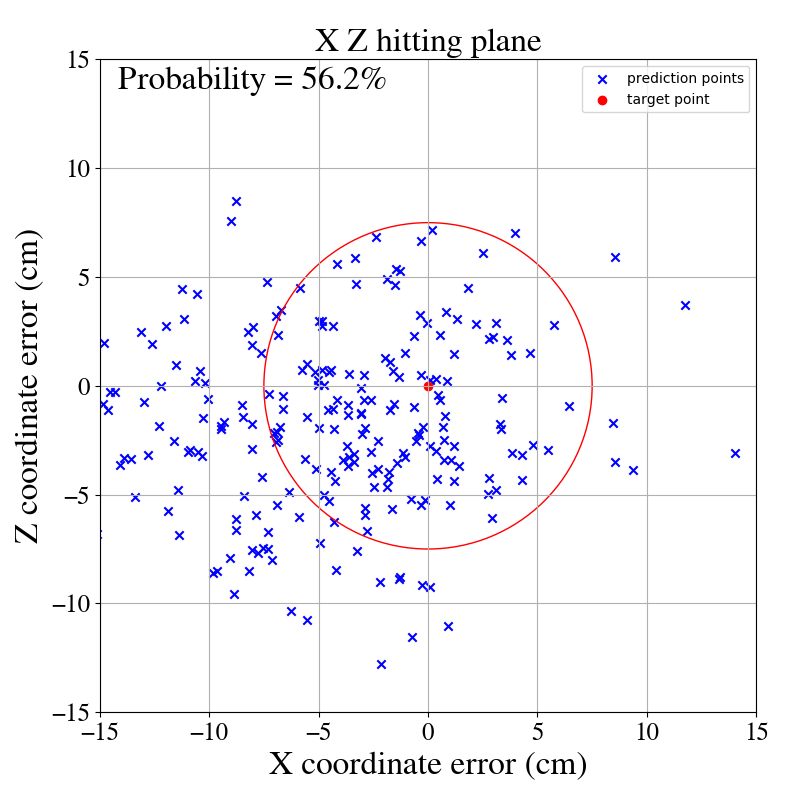 X Z hitting plane
Probability = 56.2%
prediction points
target point
Z coordinate error (cm)
15
10
5
0
−5
−10
−15
−15 −10 −5 0 5 10 15
X coordinate error (cm)